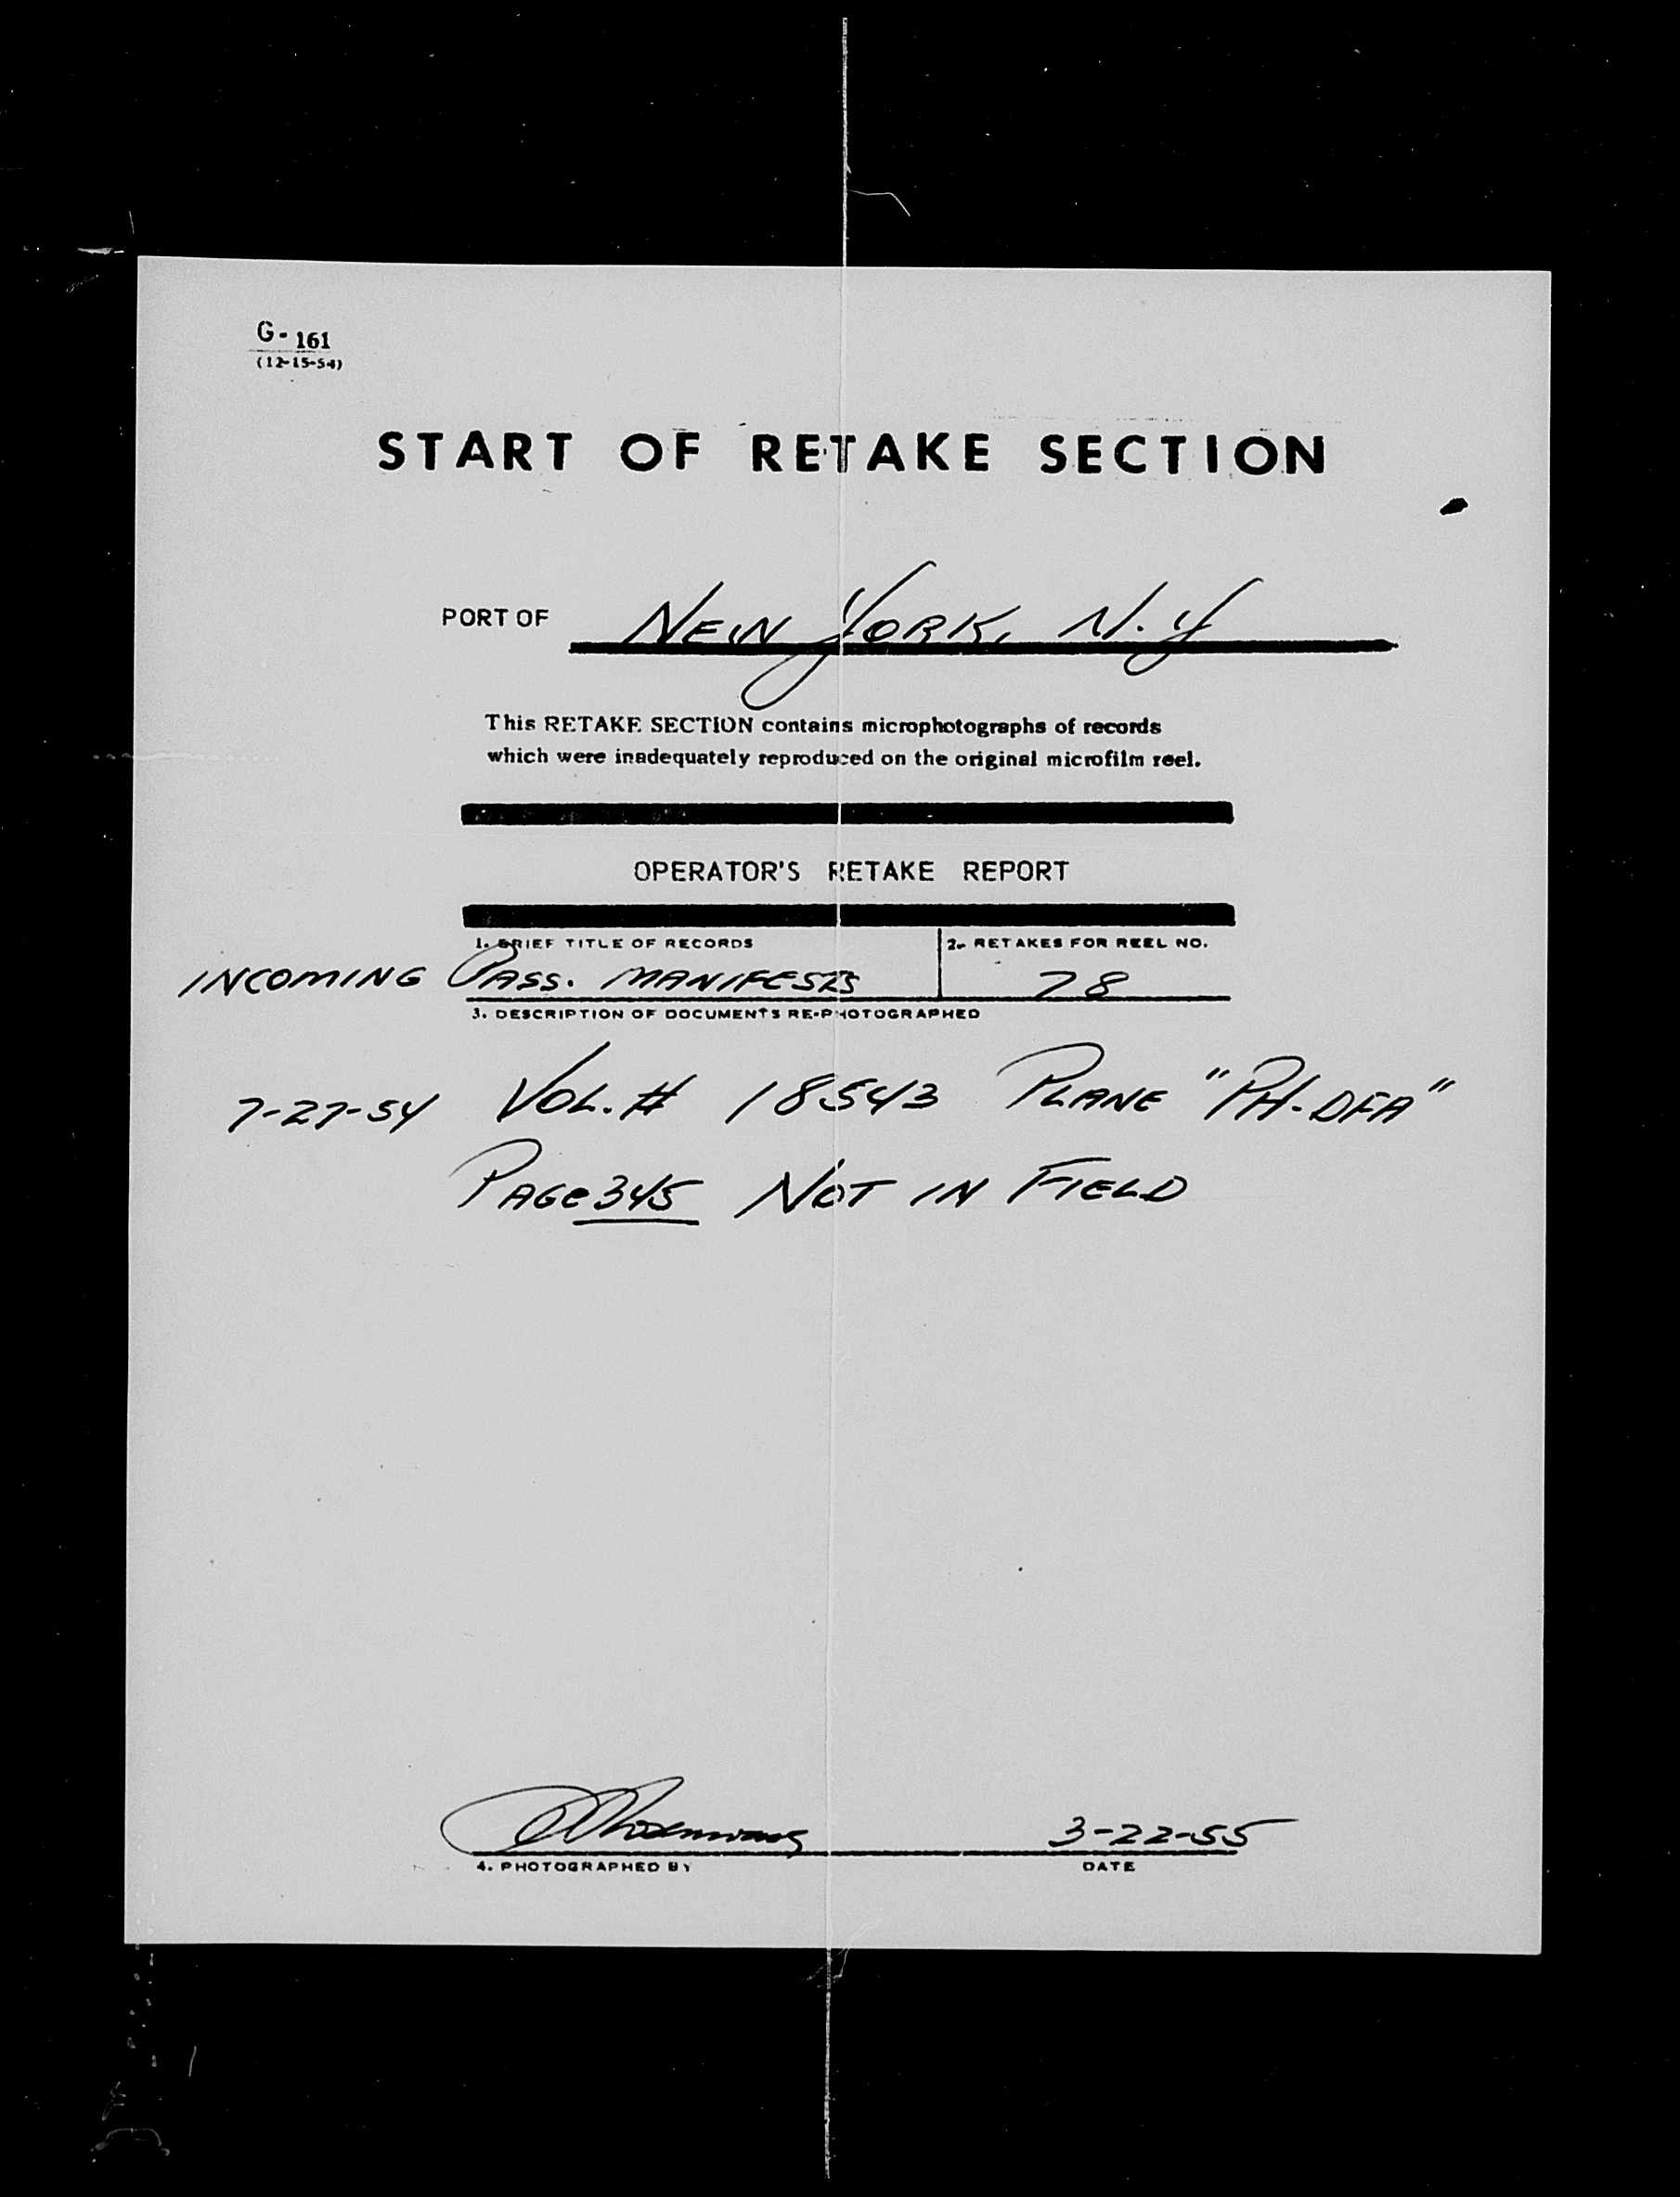 G-161
(12-15-54)
START OF RETAKE SECTION
PORT OF NEW YORK, N.Y
This RETAKE SECTION contains microphotographs of records
which were inadequately reproduced on the original microfilm reel.
OPERATOR'S RETAKE REPORT
1. BRIEF TITLE OF RECORDS 2. RETAKES FOR REEL NO.
INCOMING PASS. MANIFESTS 78
3. DESCRIPTION OF DOCUMENTS RE-PHOTOGRAPHED
7-27-54 VOL. # 18543 PLANE "PH-DFA"
PAGe 345 NOT IN FIELD
3-22-55
4. PHOTOGRAPHED BY DATE